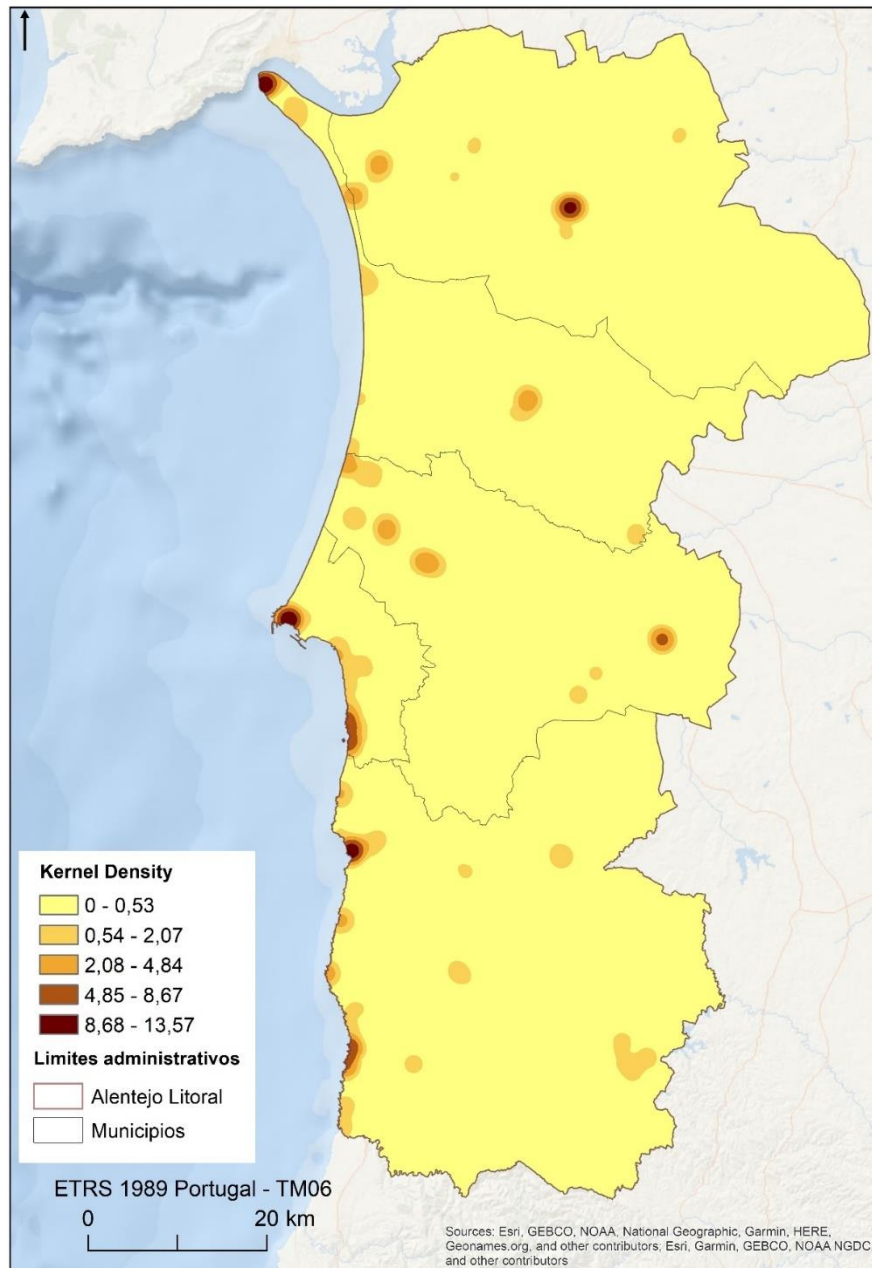 Kernel Density
0 - 0,53
0,54 - 2,07
2,08 - 4,84
4,85 - 8,67
8,68 - 13,57
Limites administrativos
Alentejo Litoral
Municipios
ETRS 1989 Portugal - TM06
0 20 km
Sources: Esri, GEBCO, NOAA, National Geographic, Garmin, HERE,
Geonames.org, and other contributors; Esri, Garmin, GEBCO, NOAA NGDC,
and other contributors